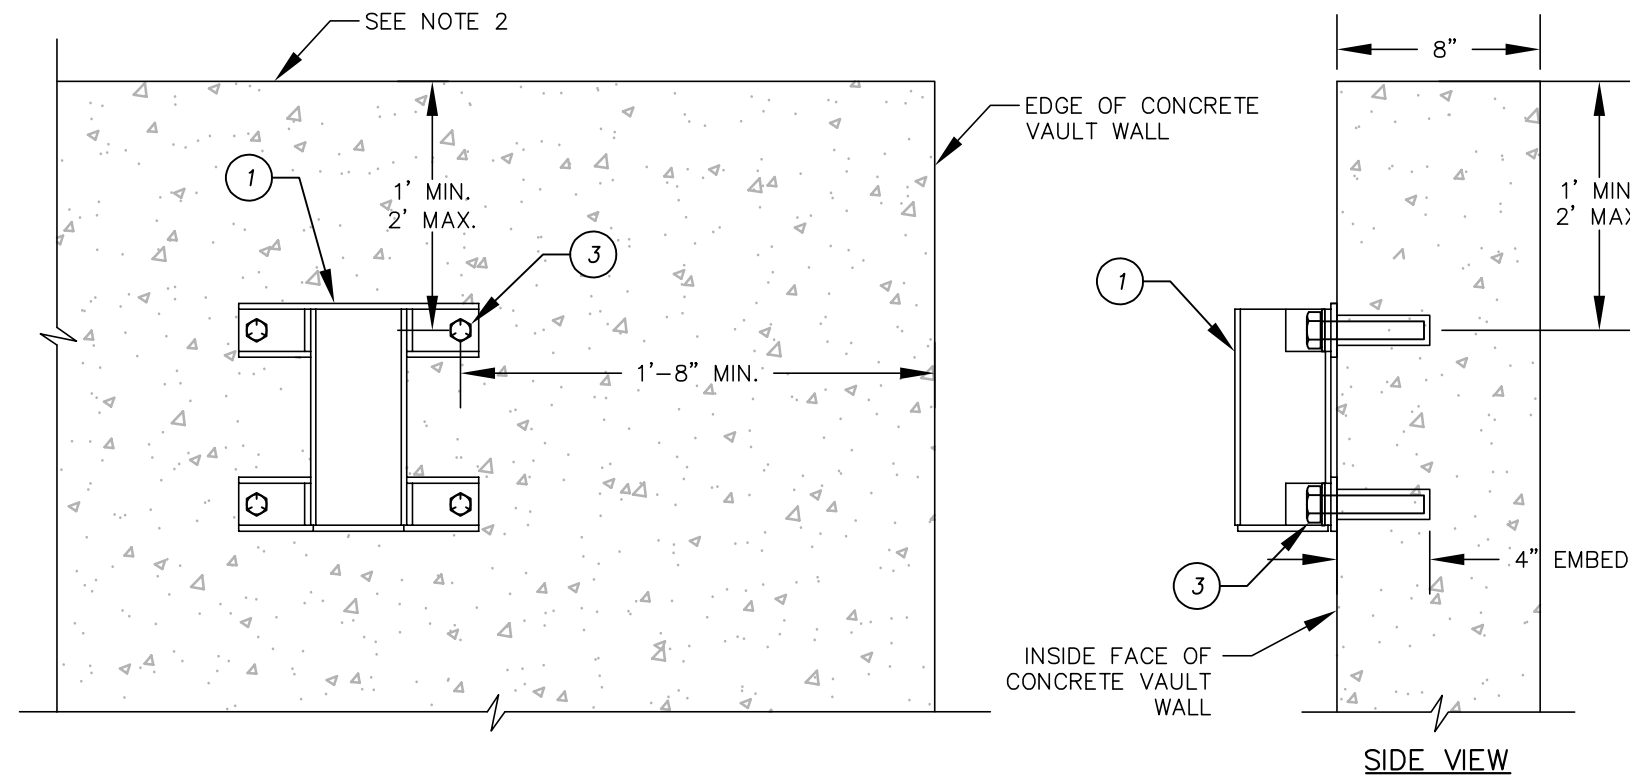 SEE NOTE 2
8"
EDGE OF CONCRETE
VAULT WALL
1
1' MIN.
2' MAX.
1' MIN
2' MAX
3
1
1'-8" MIN.
4" EMBED
3
INSIDE FACE OF
CONCRETE VAULT
WALL
SIDE VIEW